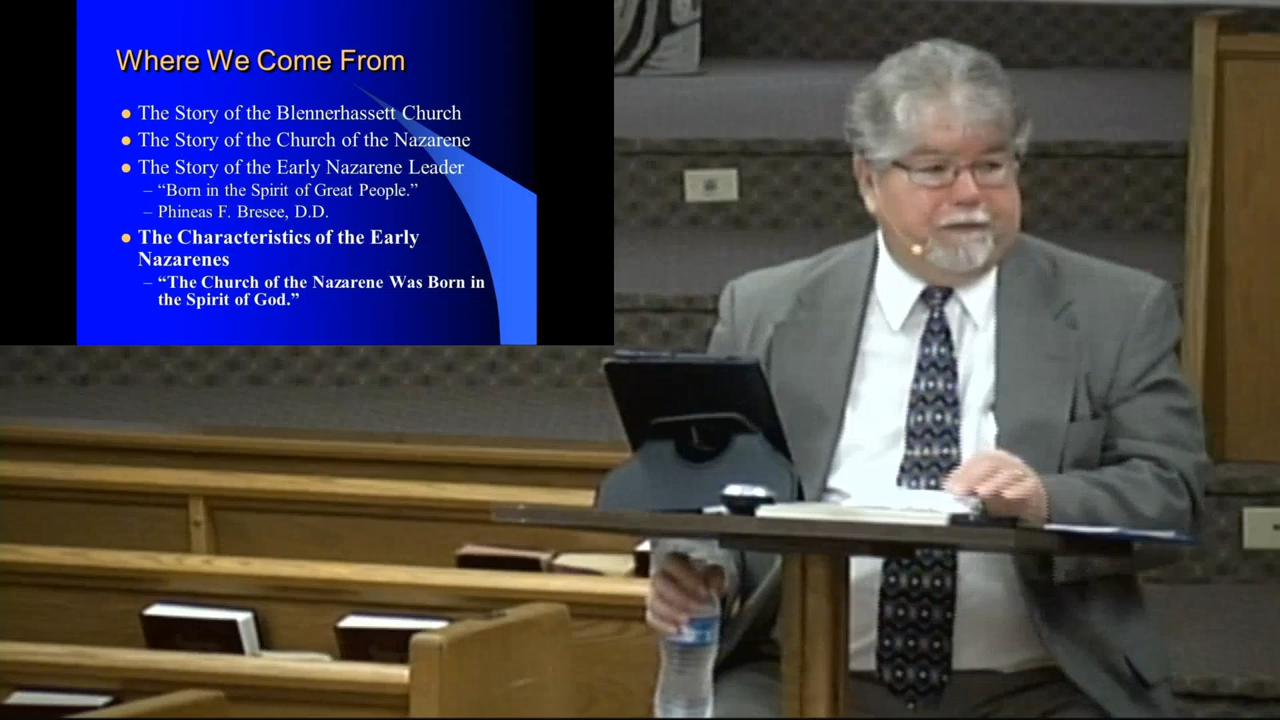 Where We Come From
● The Story of the Blennerhassett Church
● The Story of the Church of the Nazarene
● The Story of the Early Nazarene Leader
– “Born in the Spirit of Great People.”
– Phineas F. Bresee, D.D.
● The Characteristics of the Early
Nazarenes
– “The Church of the Nazarene Was Born in
the Spirit of God.”